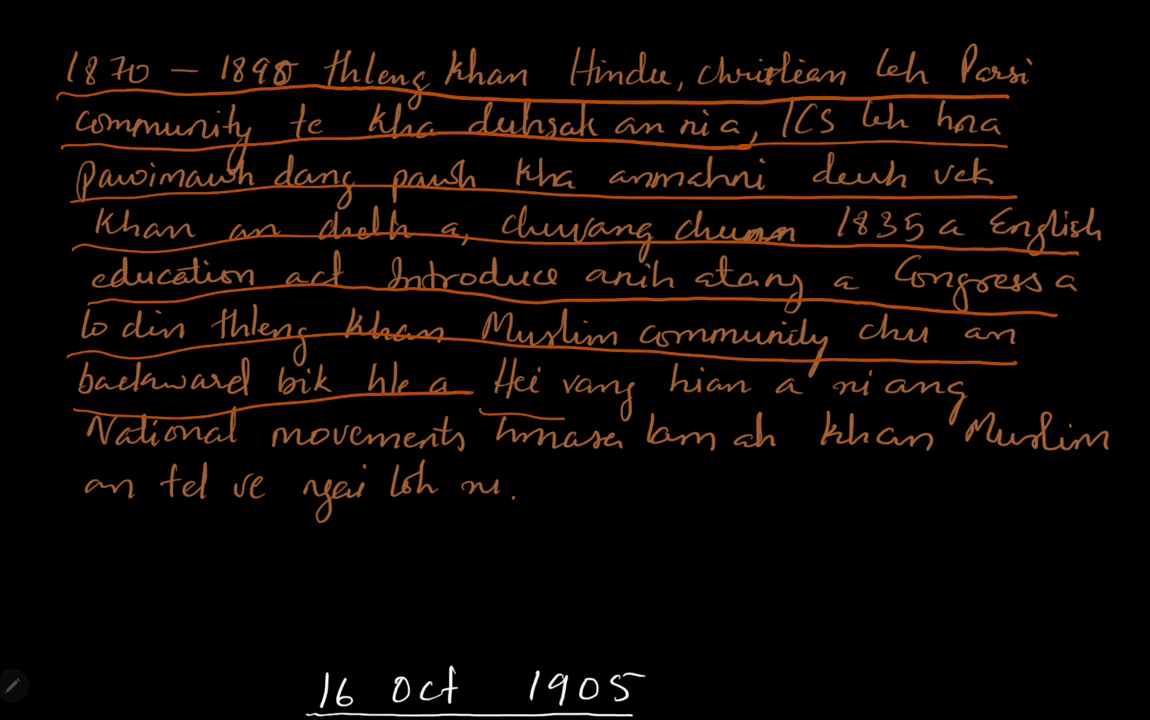 1870 – 1898 thleng khan Hindu, christian leh Parsi
community te kha duhsak an ni a, ICS leh hna
pawimawh dang pawh kha anmahni deuh vek
khan an dielh a, chuvang chuan 1835 a English
education act Introduce anih atang a Congress a
lo din thleng khan Muslim community chu an
backward bik hle a Hei vang hian a ni ang
National movements hmasa lam ah khan Muslim
an tel ve ngai loh ni.
16 Oct 1905